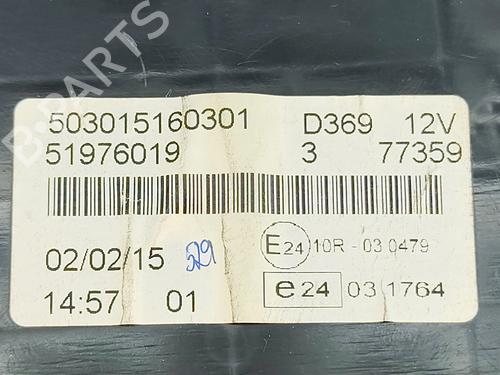 B-PARTS
503015160301 D369 12V
51976019 3 77359
02/02/15 529 E24 10R - 03 0479
14:57 01 e24 03 1764